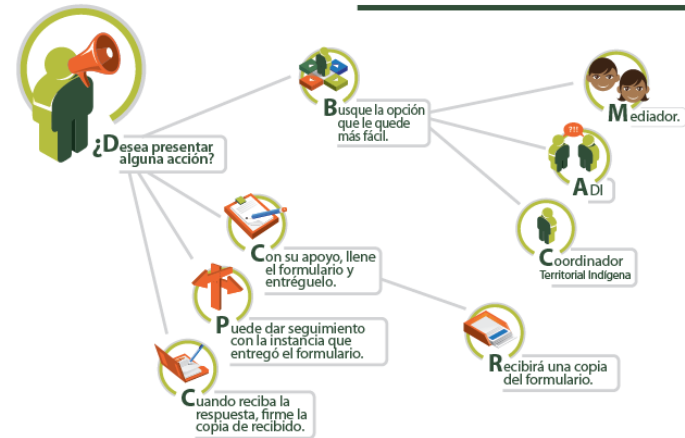 ¿Desea presentar
alguna acción?
Busque la opción
que le quede
más fácil.
Mediador.
?!!
ADI
Coordinador
Territorial Indígena
Con su apoyo, llene
el formulario y
entréguelo.
Recibirá una copia
del formulario.
Puede dar seguimiento
con la instancia que
entregó el formulario.
Cuando reciba la
respuesta, firme la
copia de recibido.